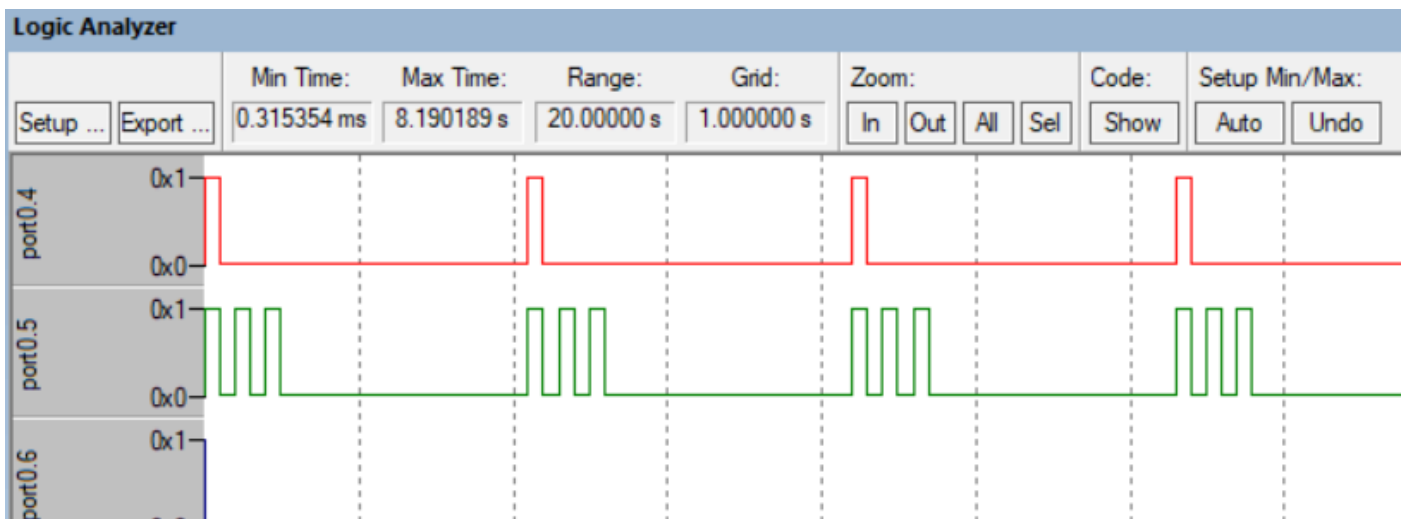 Logic Analyzer
Min Time: Max Time: Range: Grid: Zoom: Code: Setup Min/Max:
Setup ... Export ... 0.315354 ms 8.190189 s 20.00000 s 1.000000 s In Out All Sel Show Auto Undo
port0.4
0x1
0x0
port0.5
0x1
0x0
port0.6
0x1